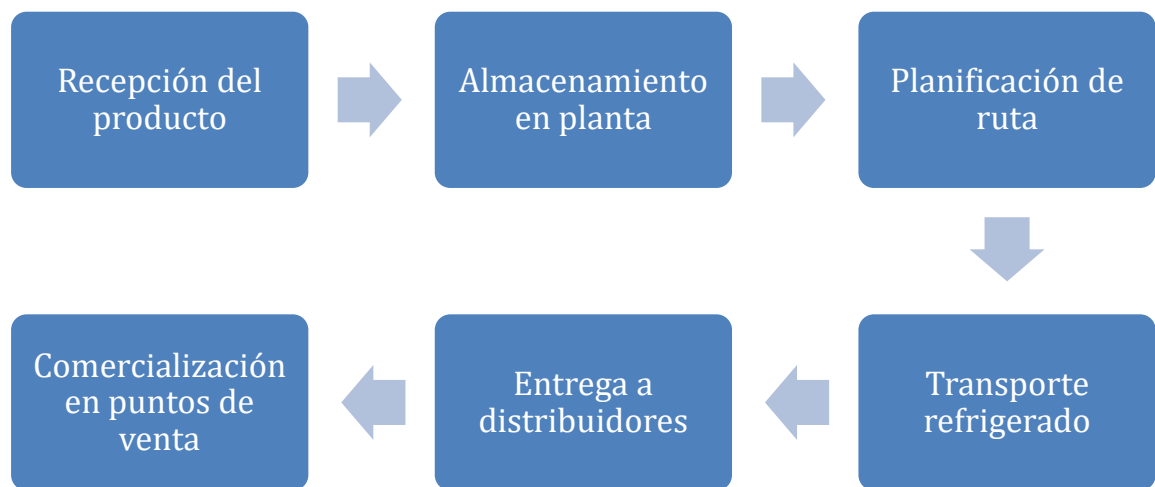 Recepción del
producto
Almacenamiento
en planta
Planificación de
ruta
Transporte
refrigerado
Entrega a
distribuidores
Comercialización
en puntos de
venta